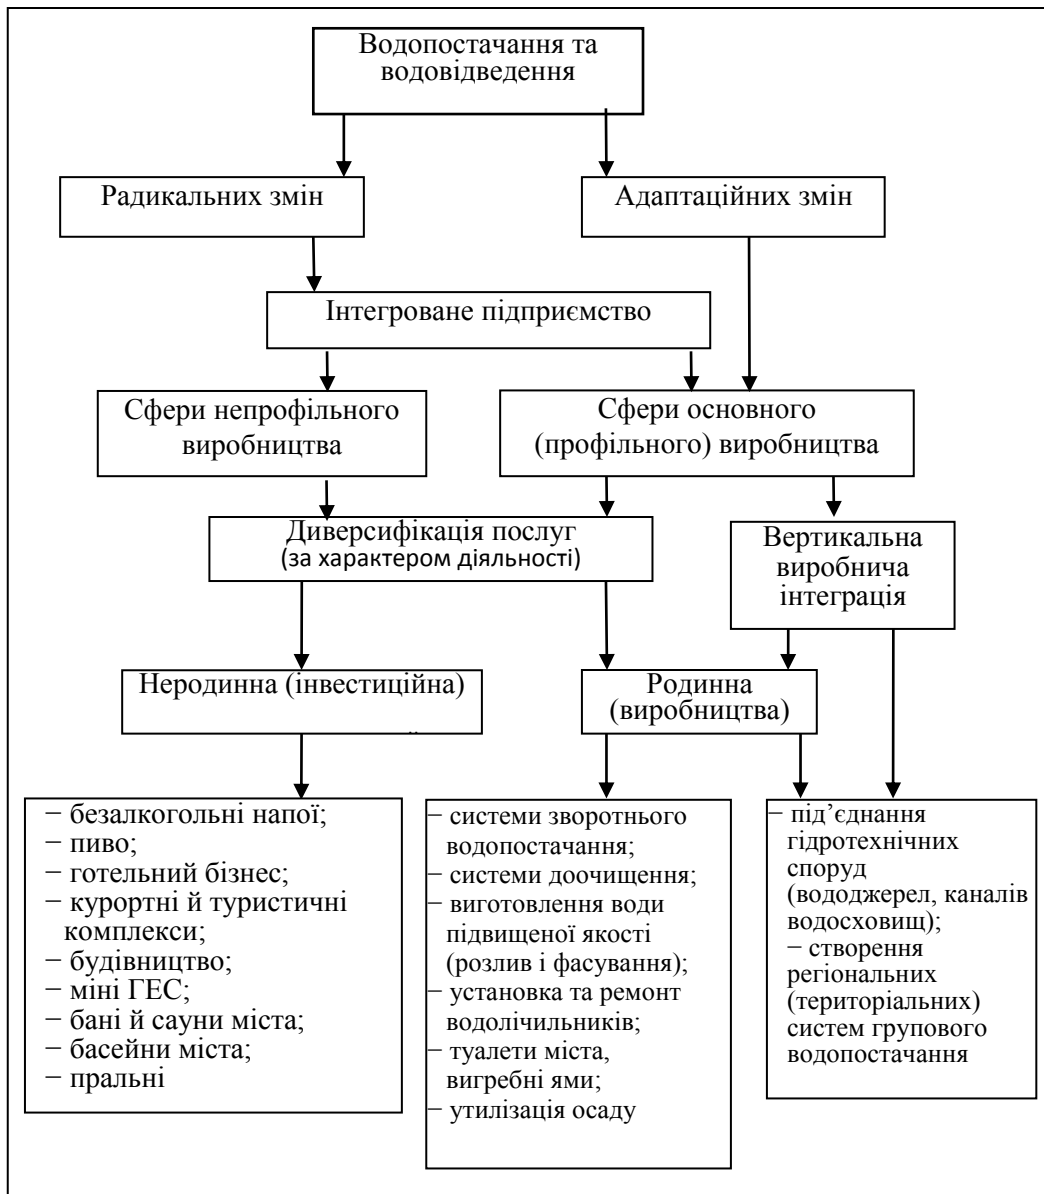 Водопостачання та
водовідведення
Радикальних змін
Адаптаційних змін
Інтегроване підприємство
Сфери непрофільного
виробництва
Сфери основного
(профільного) виробництва
Диверсифікація послуг
(за характером діяльності)
Вертикальна
виробнича
інтеграція
Неродинна (інвестиційна)
Родинна
(виробництва)
− безалкогольні напої;
− пиво;
− готельний бізнес;
− курортні й туристичні
комплекси;
− будівництво;
− міні ГЕС;
− бані й сауни міста;
− басейни міста;
− пральні
− системи зворотнього
водопостачання;
− системи доочищення;
− виготовлення води
підвищеної якості
(розлив і фасування);
− установка та ремонт
водолічильників;
− туалети міста,
вигребні ями;
− утилізація осаду
− під’єднання
гідротехнічних
споруд
(вододжерел, каналів
водосховищ);
− створення
регіональних
(територіальних)
систем групового
водопостачання